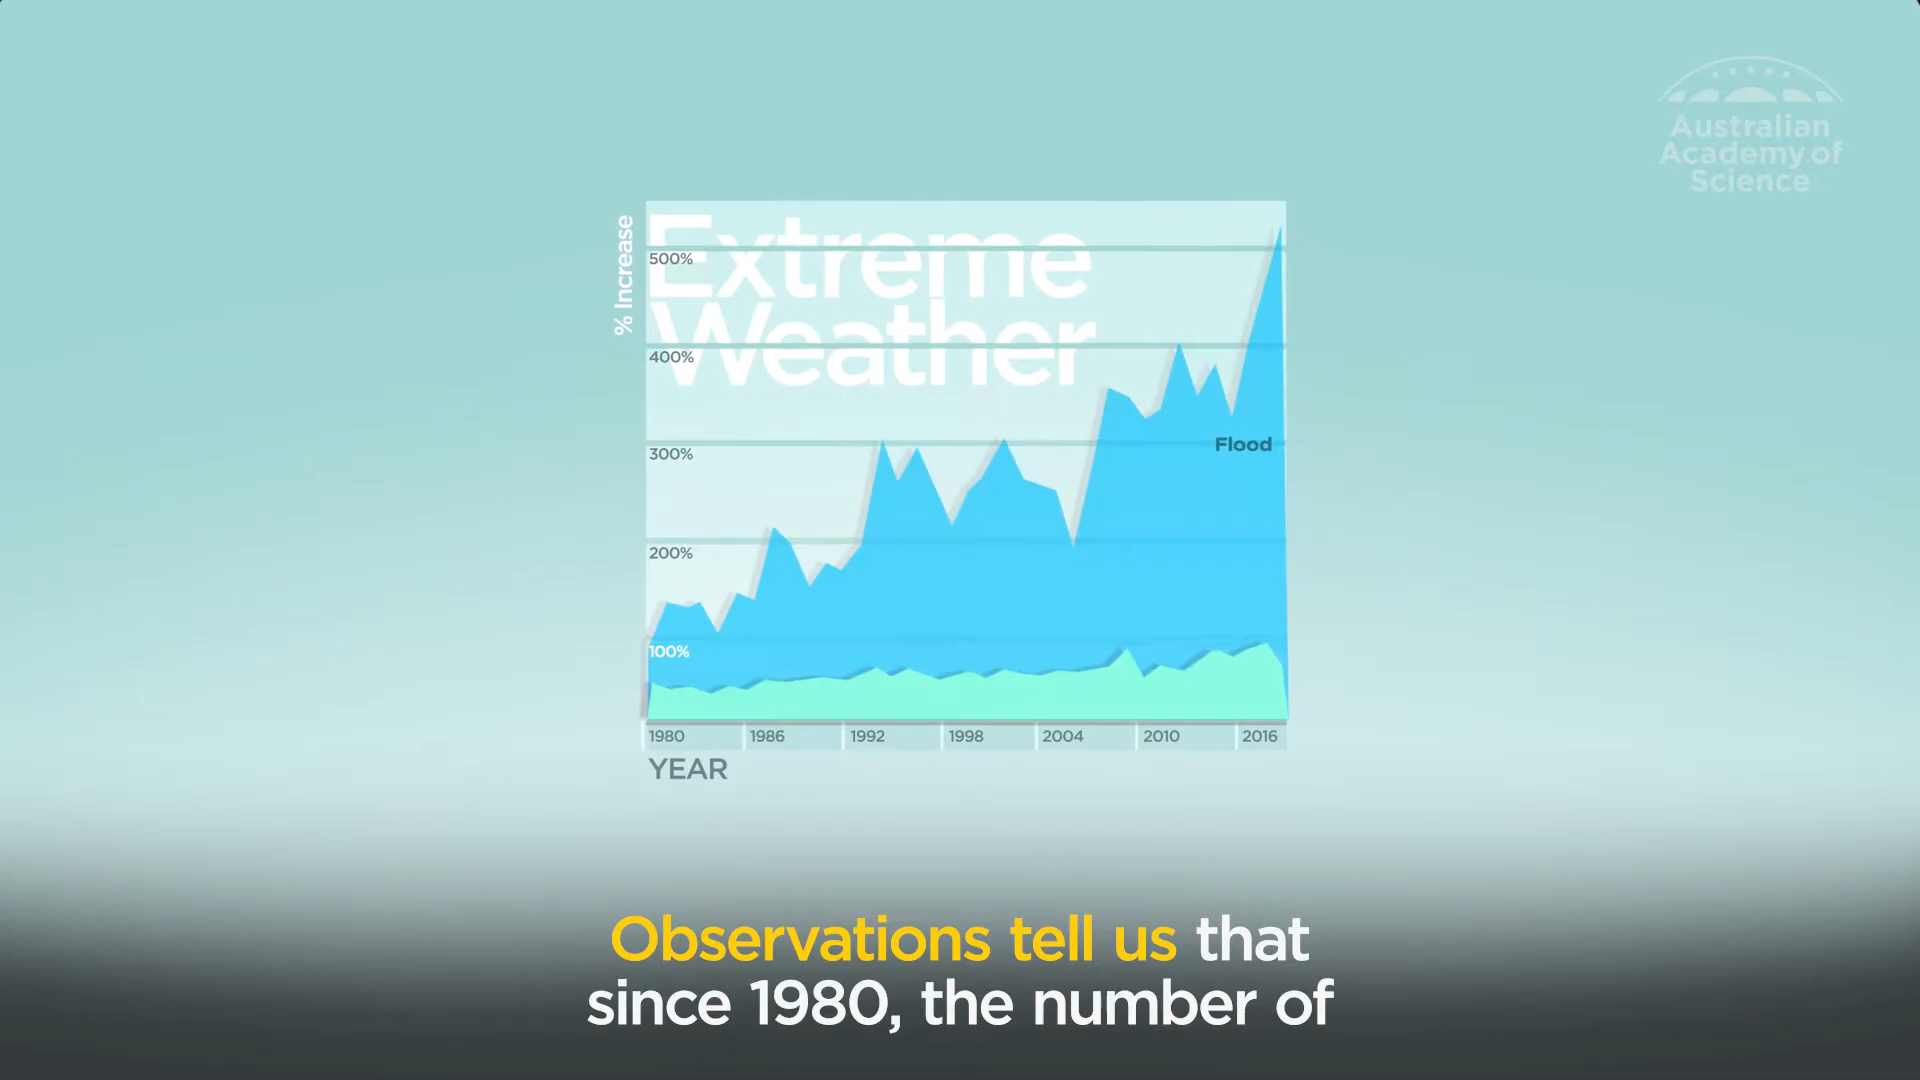 Australian
Academy of
Science
Extreme
Weather
% Increase
500%
400%
300%
200%
100%
Flood
1980 1986 1992 1998 2004 2010 2016
YEAR
Observations tell us that
since 1980, the number of